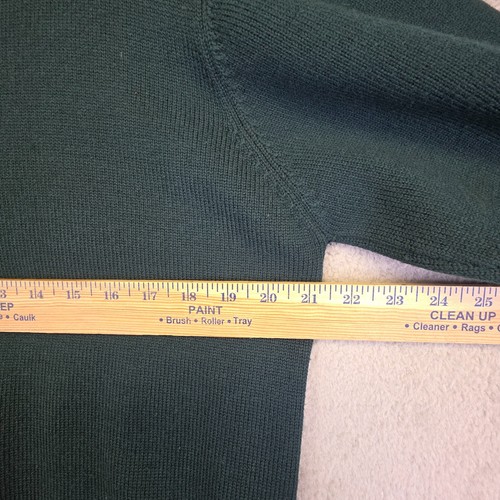 3 14 15 16 17 18 19 20 21 22 23 24 25
EP PAINT CLEAN UP
• Caulk • Brush • Roller • Tray • Cleaner • Rags •